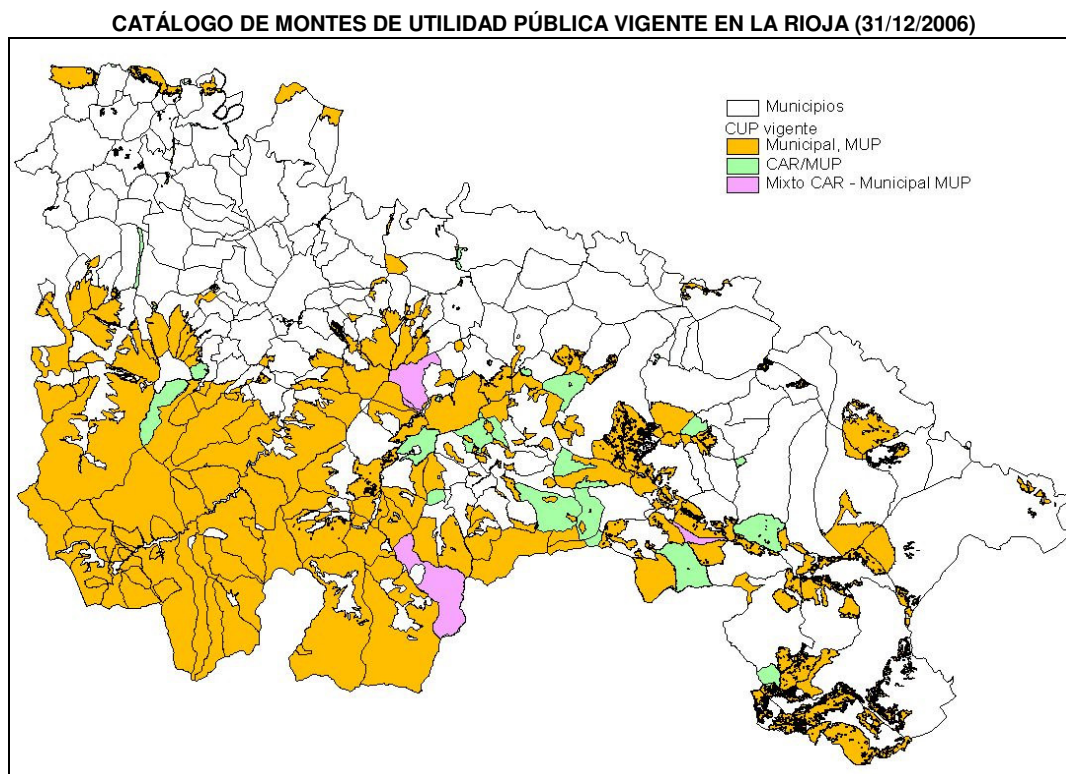 CATÁLOGO DE MONTES DE UTILIDAD PÚBLICA VIGENTE EN LA RIOJA (31/12/2006)
Municipios
CUP vigente
Municipal, MUP
CAR/MUP
Mixto CAR - Municipal MUP